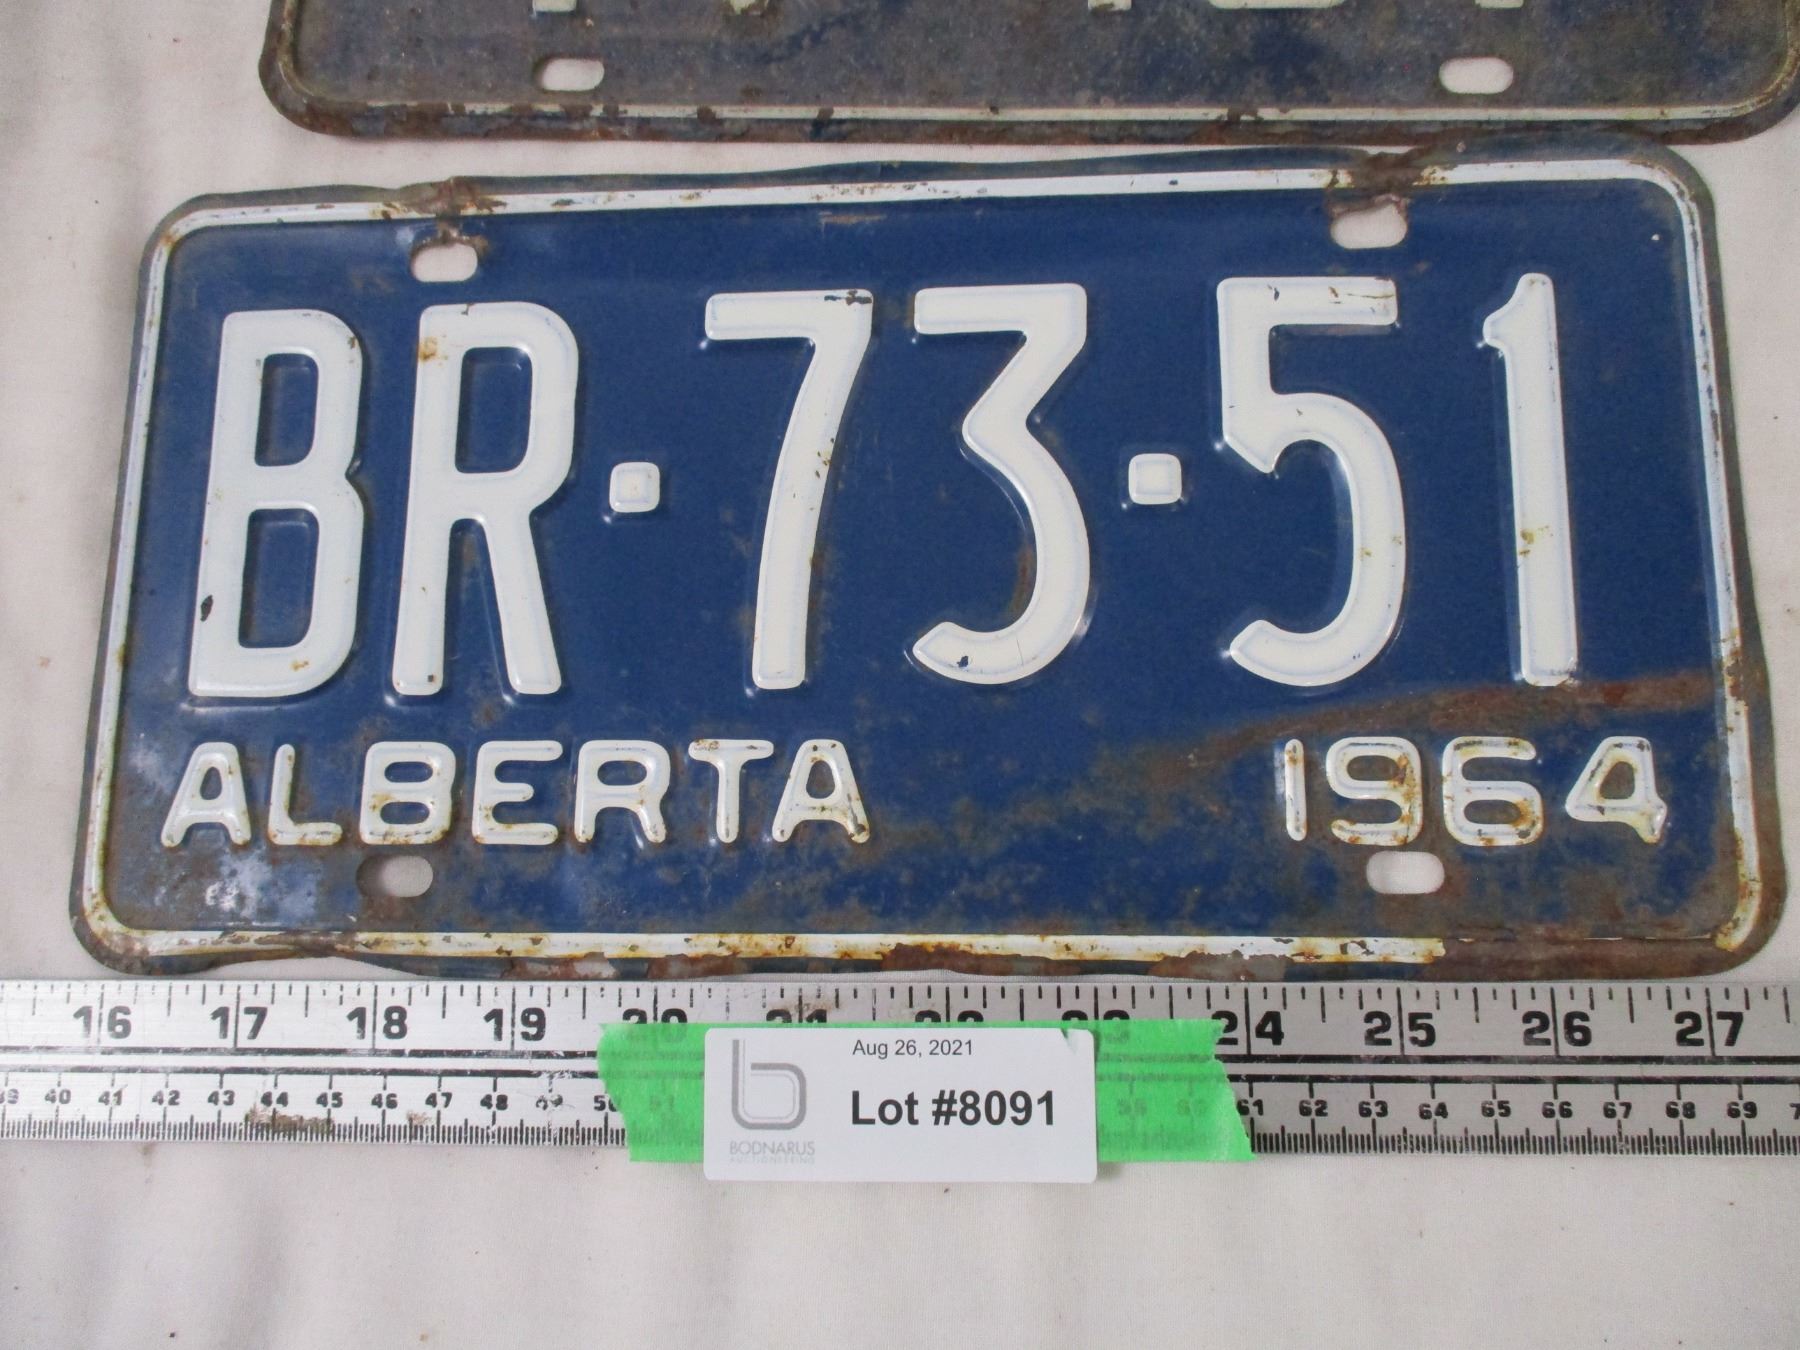 BR·73·51
ALBERTA 1964
16 17 18 19 20 21 22 23 24 25 26 27
40 41 42 43 44 45 46 47 48 49 50 51 61 62 63 64 65 66 67 68 69
Aug 26, 2021
Lot #8091
BODNARUS
AUCTIONEERING